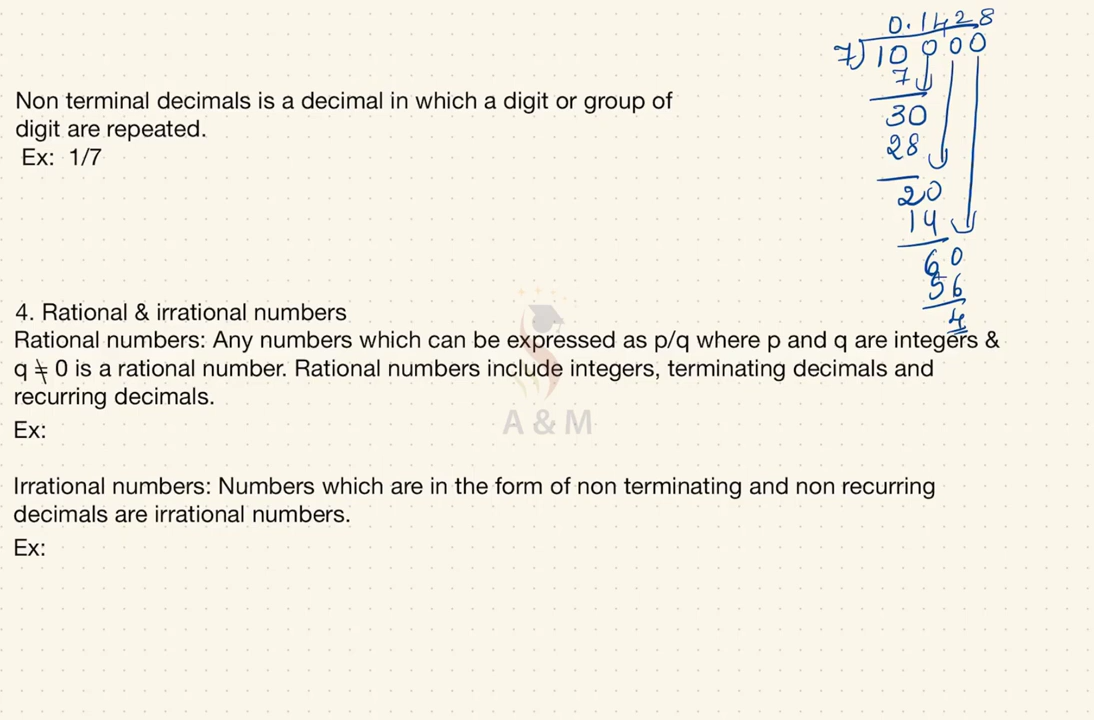 0.1428
7)10000
7
30
28
20
14
60
56
4
Non terminal decimals is a decimal in which a digit or group of
digit are repeated.
Ex: 1/7
4. Rational & irrational numbers
Rational numbers: Any numbers which can be expressed as p/q where p and q are integers &
q ≠ 0 is a rational number. Rational numbers include integers, terminating decimals and
recurring decimals.
Ex:
A & M
Irrational numbers: Numbers which are in the form of non terminating and non recurring
decimals are irrational numbers.
Ex: